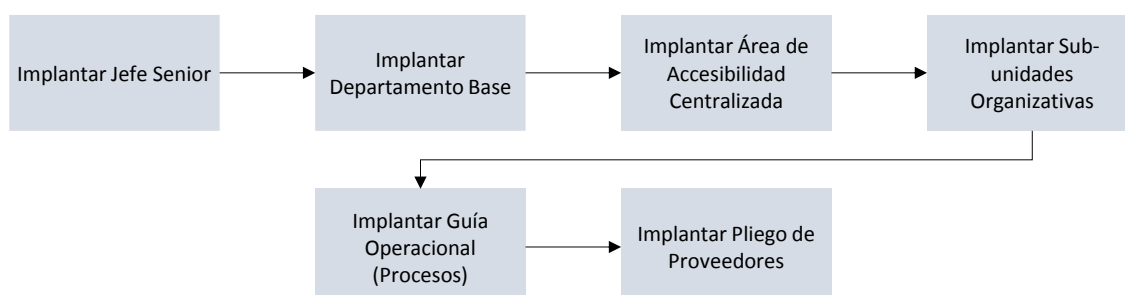 Implantar Jefe Senior
Implantar
Departamento Base
Implantar Área de
Accesibilidad
Centralizada
Implantar Sub-
unidades
Organizativas
Implantar Guía
Operacional
(Procesos)
Implantar Pliego de
Proveedores